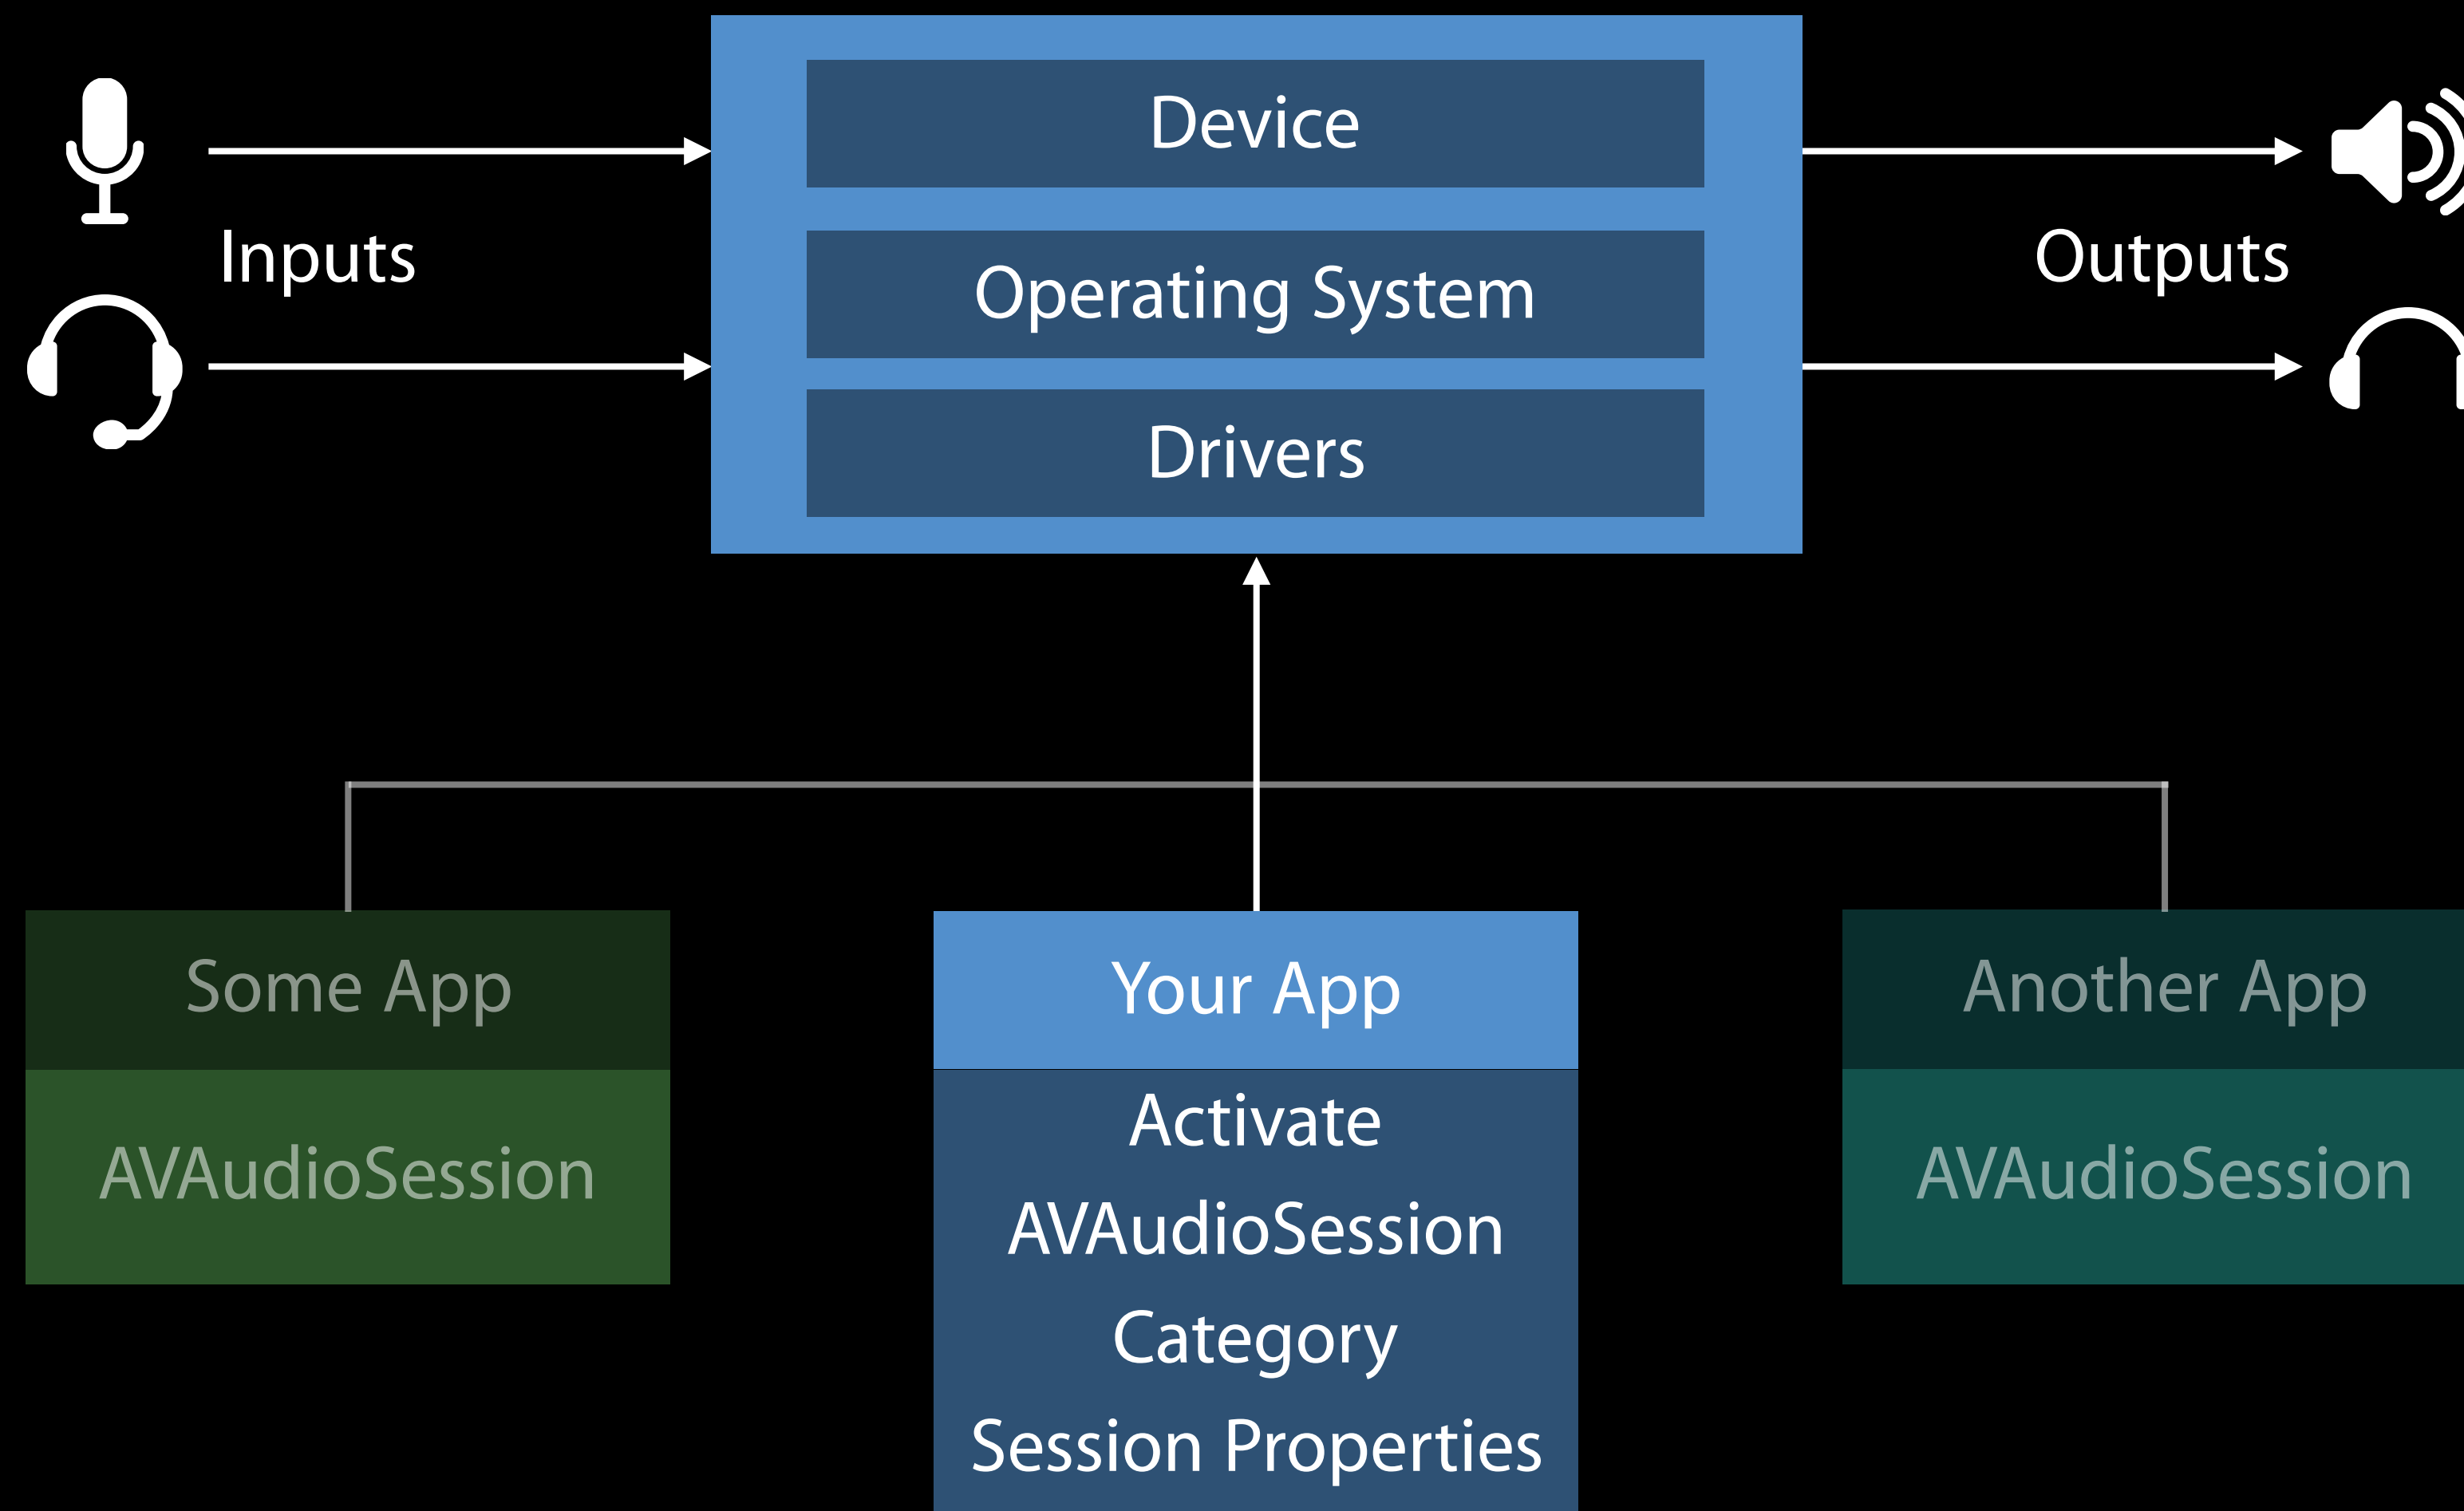 Device
Inputs
Operating System
Outputs
Drivers
Some App
AVAudioSession
Your App
Activate
AVAudioSession
Category
Session Properties
Another App
AVAudioSession